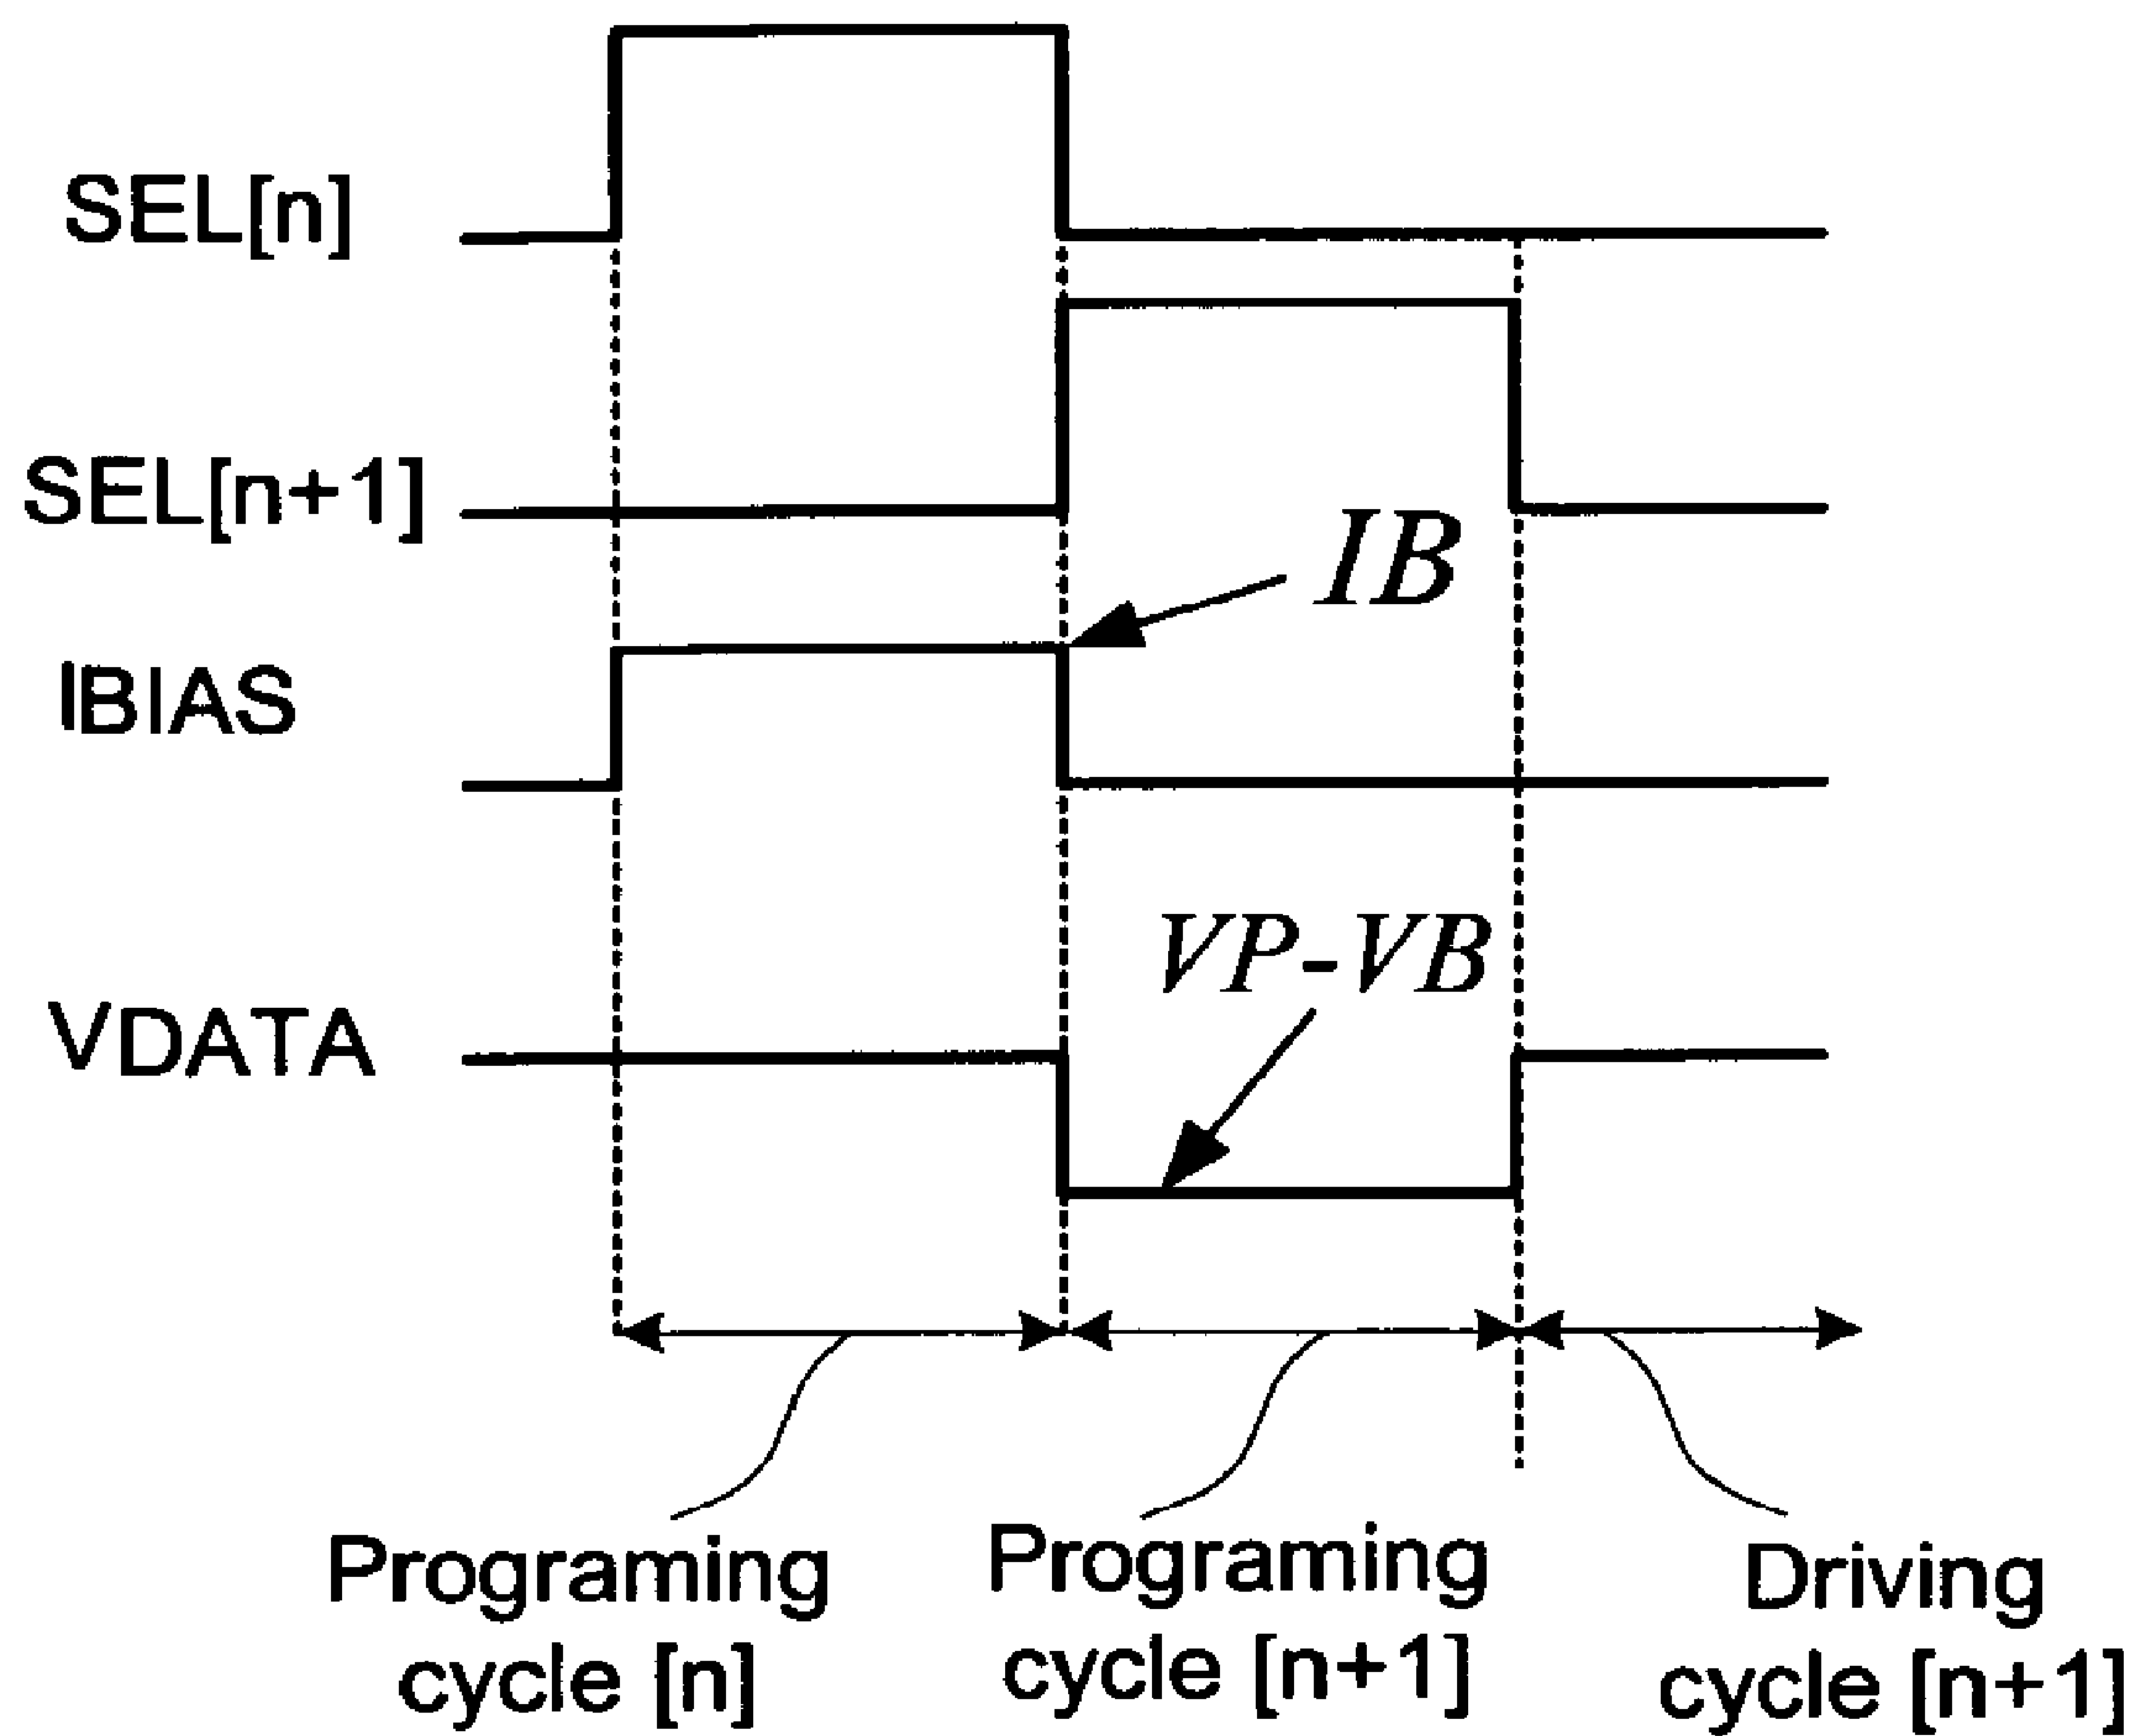 SEL[n]
SEL[n+1]
IB
IBIAS
VP-VB
VDATA
Programing
cycle [n]
Programing
cycle [n+1]
Driving
cycle [n+1]